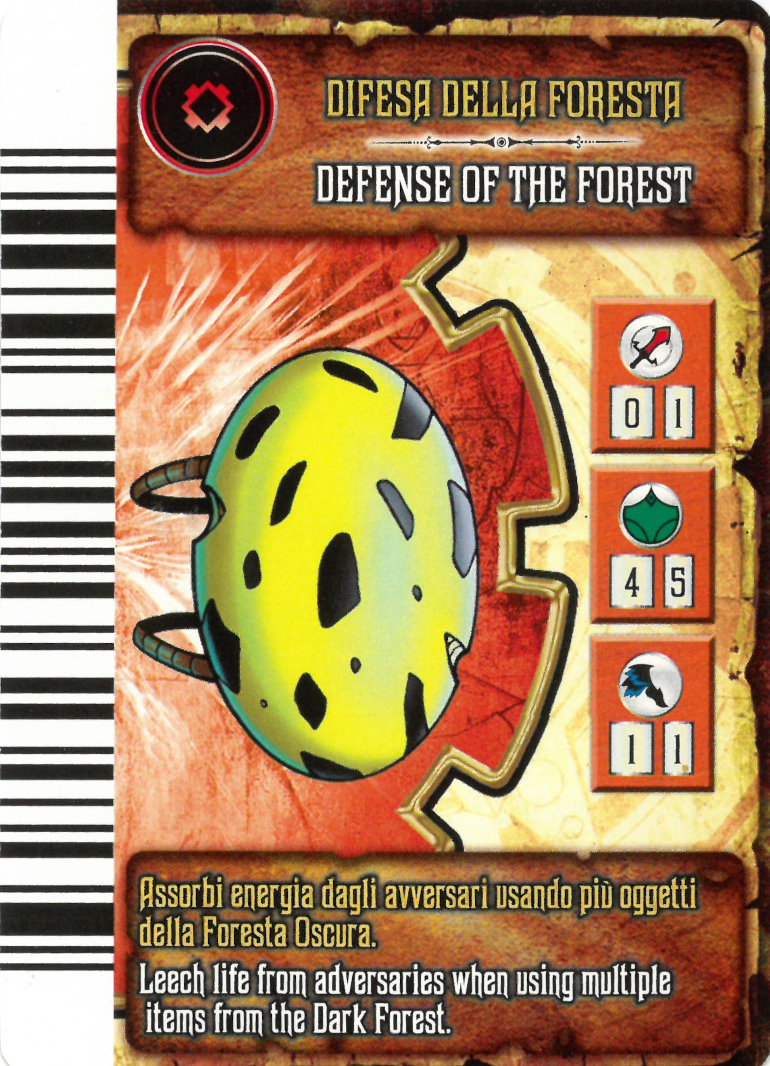 DIFESA DELLA FORESTA
DEFENSE OF THE FOREST
0 1
4 5
1 1
Assorbi energia dagli avversari usando più oggetti
della Foresta Oscura.
Leech life from adversaries when using multiple
items from the Dark Forest.